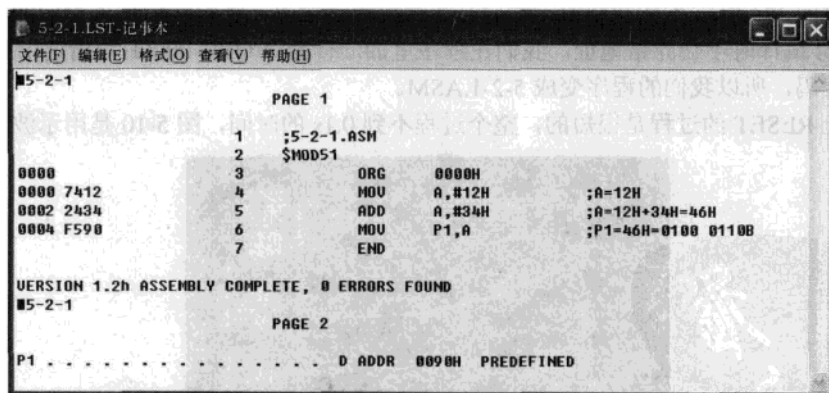 5-2-1.LST-记事本
文件(F) 编辑(E) 格式(O) 查看(V) 帮助(H)
■5-2-1
PAGE 1
1 ;5-2-1.ASM
2 $MOD51
0000 3 ORG 0000H
0000 7412 4 MOV A,#12H ;A=12H
0002 2434 5 ADD A,#34H ;A=12H+34H=46H
0004 F590 6 MOV P1,A ;P1=46H=0100 0110B
7 END
VERSION 1.2h ASSEMBLY COMPLETE, 0 ERRORS FOUND
■5-2-1
PAGE 2
P1 . . . . . . . . . . . . . . . . D ADDR 0090H PREDEFINED